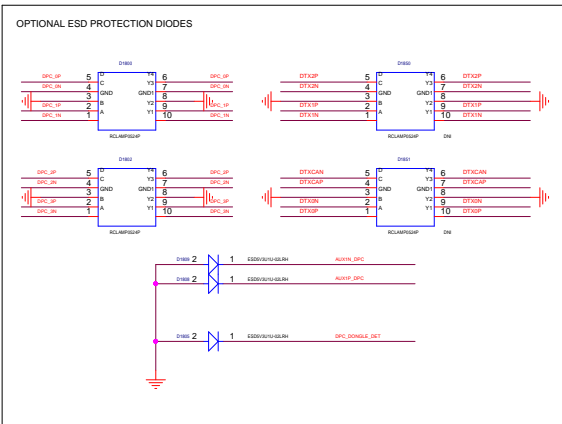 OPTIONAL ESD PROTECTION DIODES
D1800
DPC_0P 5 D Y4 6 DPC_0P
DPC_0N 4 C Y3 7 DPC_0N
3 GND GND1 8
DPC_1P 2 B Y2 9 DPC_1P
DPC_1N 1 A Y1 10 DPC_1N
RCLAMP0524P
D1850
DTX2P 5 D Y4 6 DTX2P
DTX2N 4 C Y3 7 DTX2N
3 GND GND1 8
DTX1P 2 B Y2 9 DTX1P
DTX1N 1 A Y1 10 DTX1N
RCLAMP0524P DNI
D1802
DPC_2P 5 D Y4 6 DPC_2P
DPC_2N 4 C Y3 7 DPC_2N
3 GND GND1 8
DPC_3P 2 B Y2 9 DPC_3P
DPC_3N 1 A Y1 10 DPC_3N
RCLAMP0524P
D1851
DTXCAN 5 D Y4 6 DTXCAN
DTXCAP 4 C Y3 7 DTXCAP
3 GND GND1 8
DTX0N 2 B Y2 9 DTX0N
DTX0P 1 A Y1 10 DTX0P
RCLAMP0524P DNI
2 1 ESD5V3U1U-02LRH AUX1N_DPC
2 1 ESD5V3U1U-02LRH AUX1P_DPC
D1805 2 1 ESD5V3U1U-02LRH DPC_DONGLE_DET